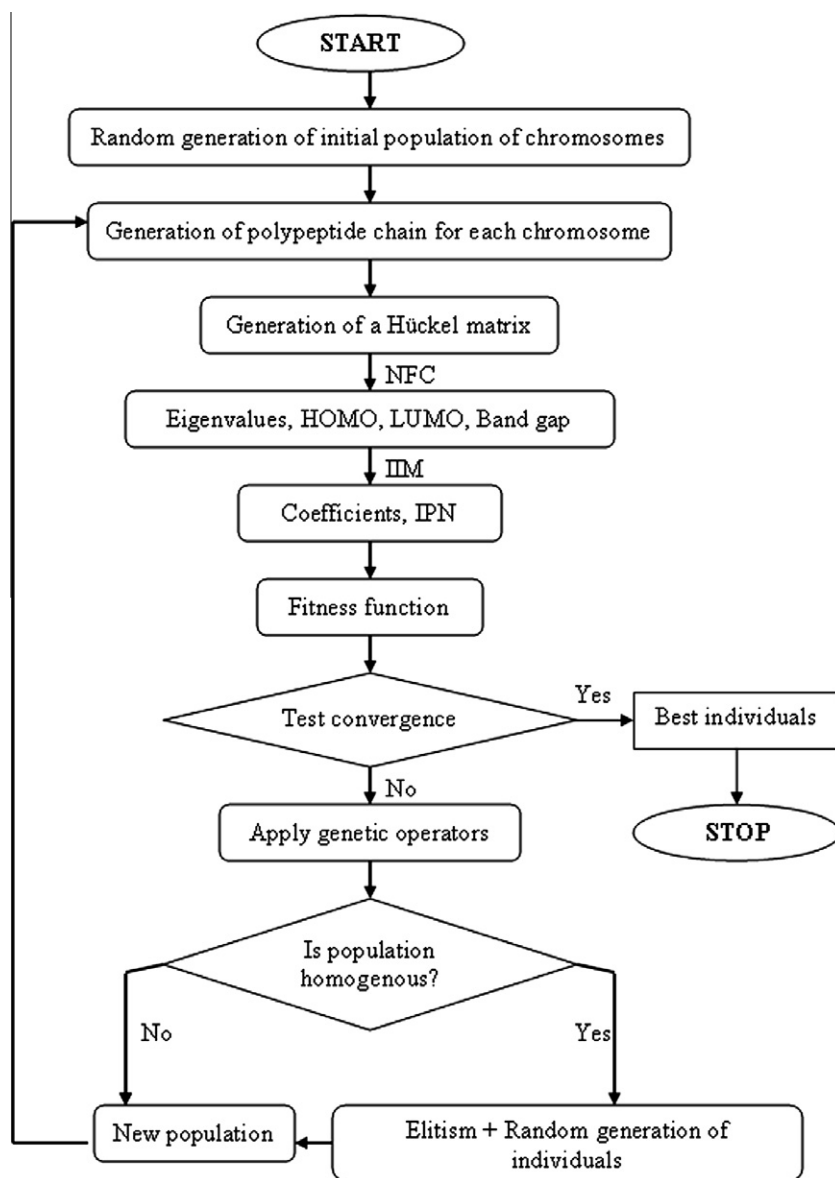 START
Random generation of initial population of chromosomes
Generation of polypeptide chain for each chromosome
Generation of a Hückel matrix
NFC
Eigenvalues, HOMO, LUMO, Band gap
IIM
Coefficients, IPN
Fitness function
Test convergence
Yes
Best individuals
No
STOP
Apply genetic operators
Is population
homogenous?
No
Yes
New population
Elitism + Random generation of
individuals